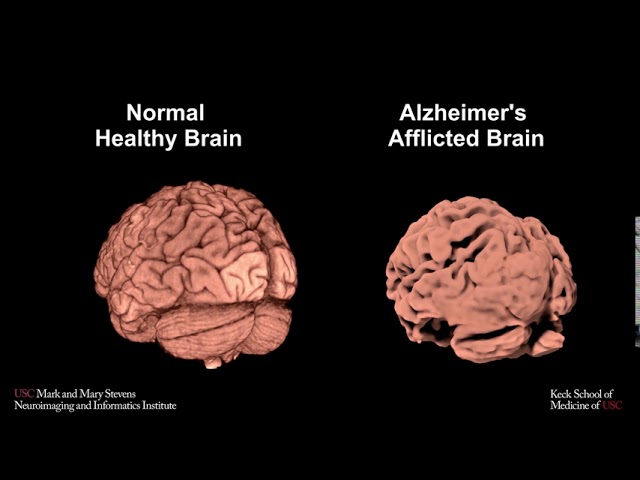 Normal
Healthy Brain
Alzheimer's
Afflicted Brain
USC Mark and Mary Stevens
Neuroimaging and Informatics Institute
Keck School of
Medicine of USC